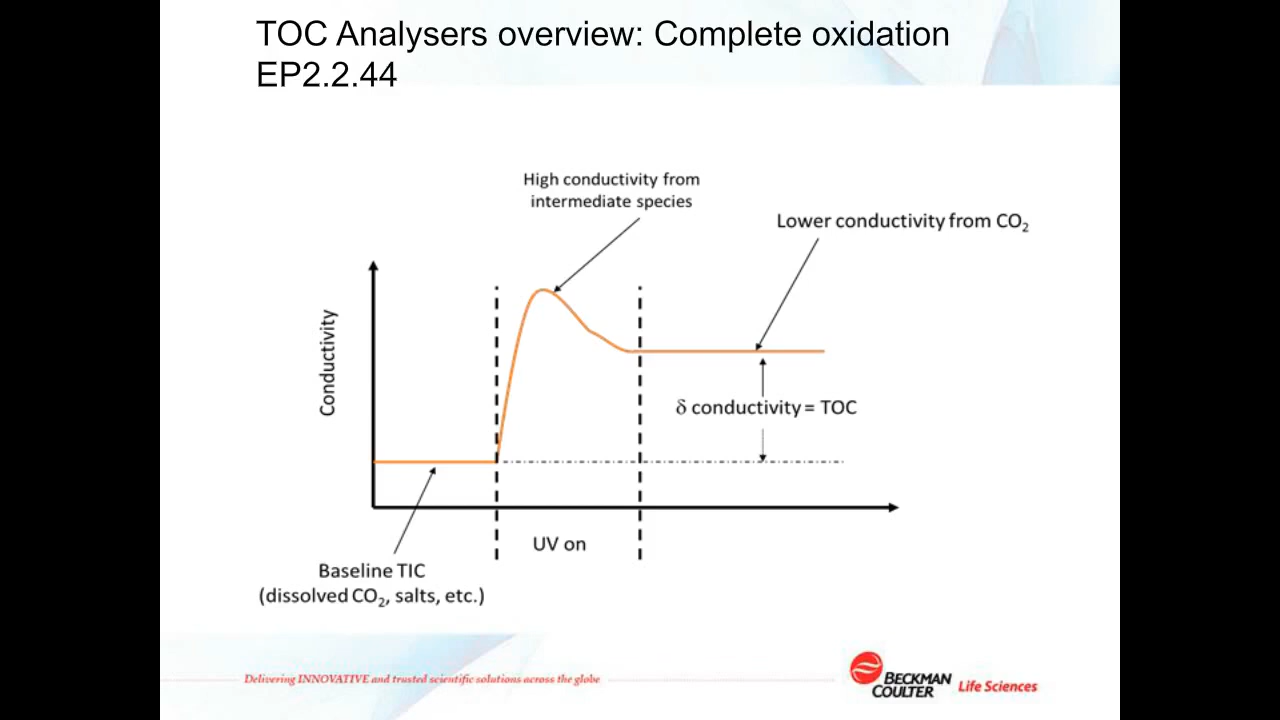 TOC Analysers overview: Complete oxidation
EP2.2.44
High conductivity from
intermediate species
Lower conductivity from CO₂
Conductivity
δ conductivity = TOC
UV on
Baseline TIC
(dissolved CO₂, salts, etc.)
Delivering INNOVATIVE and trusted scientific solutions across the globe
BECKMAN
COULTER
Life Sciences